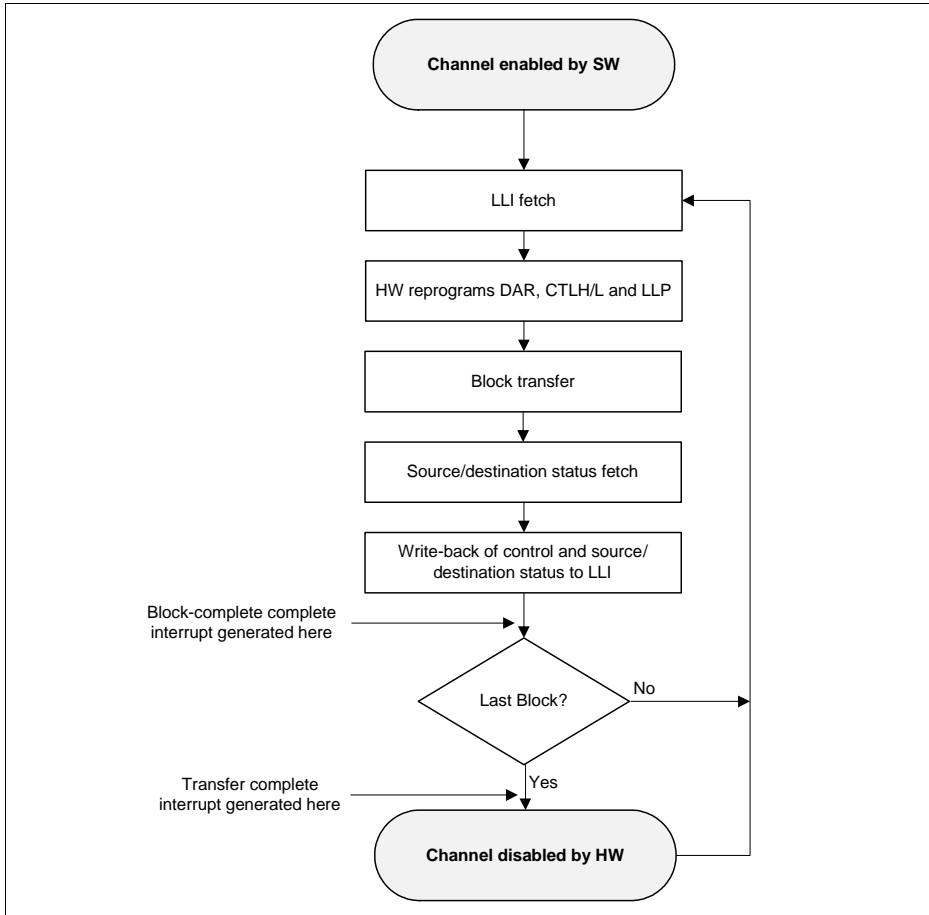 Channel enabled by SW
LLI fetch
HW reprograms DAR, CTLH/L and LLP
Block transfer
Source/destination status fetch
Write-back of control and source/
destination status to LLI
Block-complete complete
interrupt generated here
Last Block?
No
Yes
Transfer complete
interrupt generated here
Channel disabled by HW